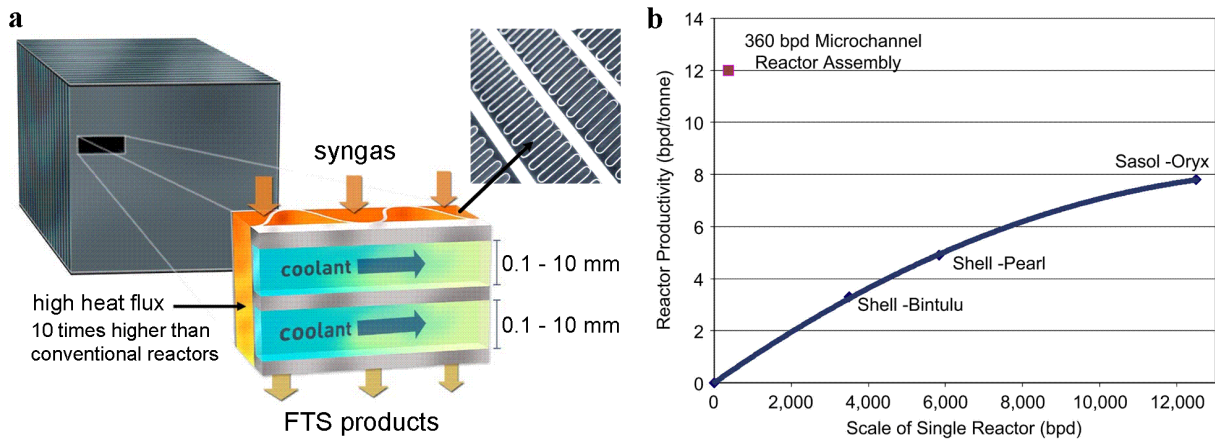 a
syngas
coolant
0.1 - 10 mm
coolant
0.1 - 10 mm
high heat flux
10 times higher than
conventional reactors
FTS products
b
Reactor Productivity (bpd/tonne)
14
12
10
8
6
4
2
0
360 bpd Microchannel
Reactor Assembly
Sasol -Oryx
Shell -Pearl
Shell -Bintulu
0
2,000
4,000
6,000
8,000
10,000
12,000
Scale of Single Reactor (bpd)